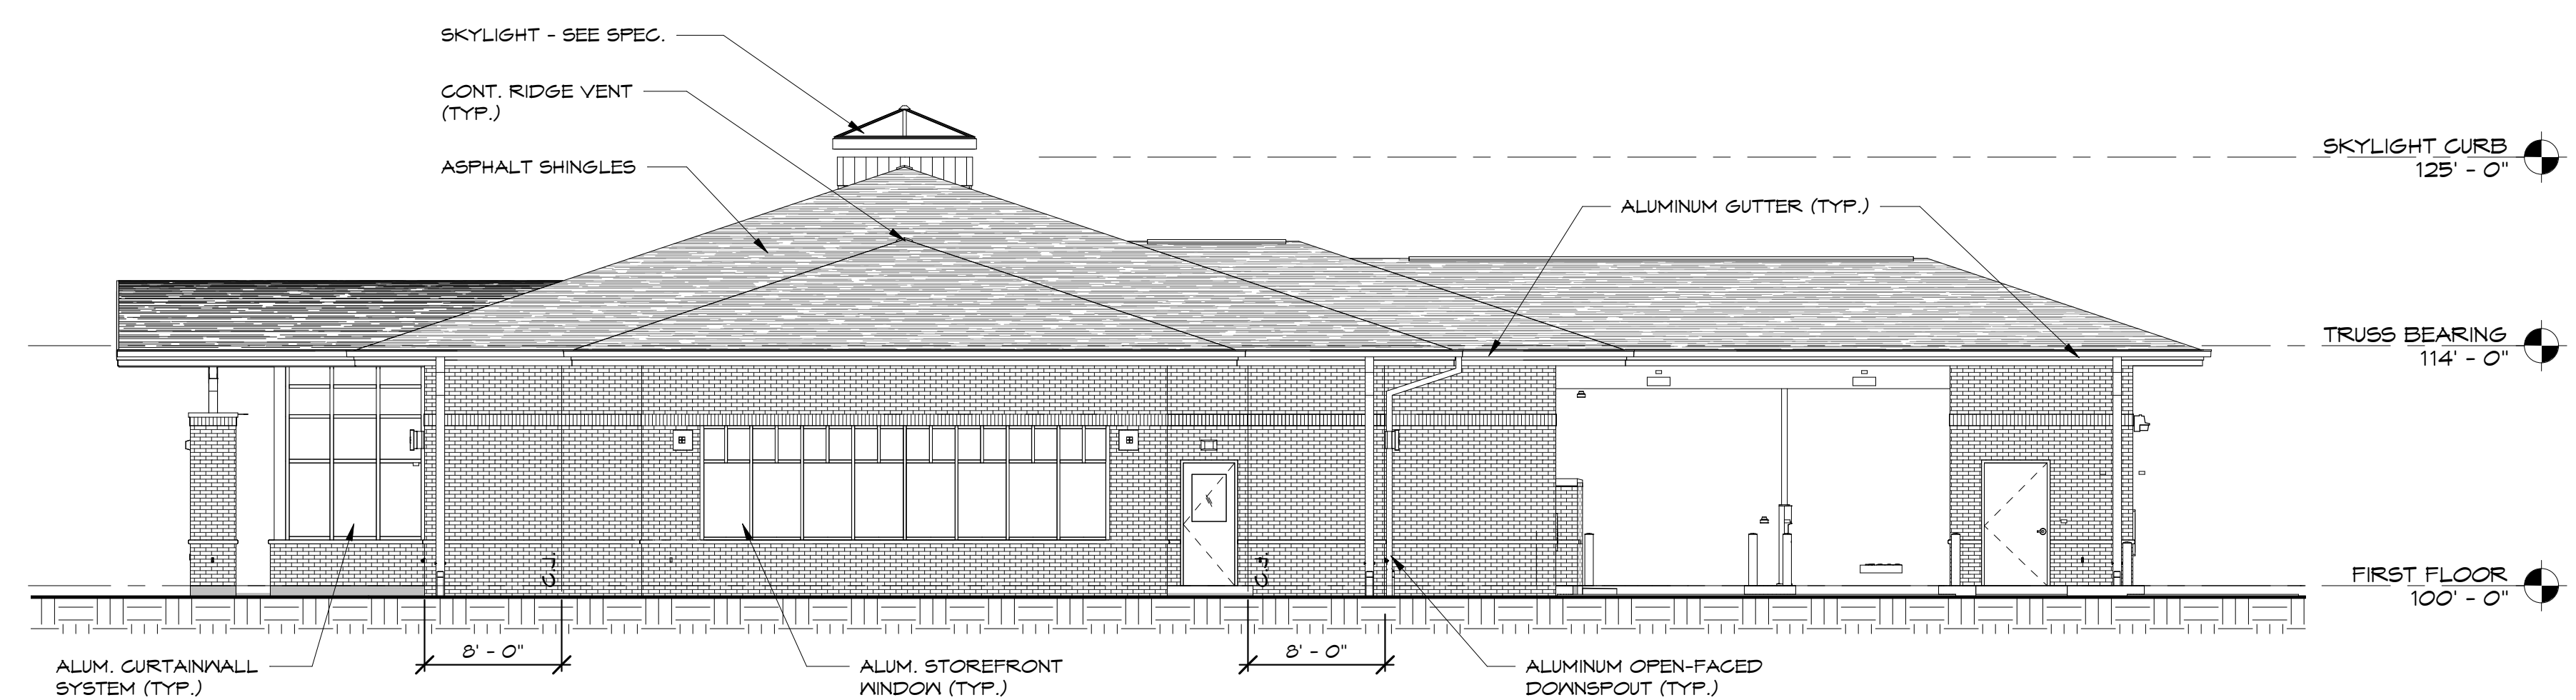 SKYLIGHT - SEE SPEC.
CONT. RIDGE VENT
(TYP.)
ASPHALT SHINGLES
SKYLIGHT CURB
125' - 0"
ALUMINUM GUTTER (TYP.)
TRUSS BEARING
114' - 0"
C.J.
C.J.
FIRST FLOOR
100' - 0"
8' - 0"
8' - 0"
ALUM. CURTAINWALL
SYSTEM (TYP.)
ALUM. STOREFRONT
WINDOW (TYP.)
ALUMINUM OPEN-FACED
DOWNSPOUT (TYP.)